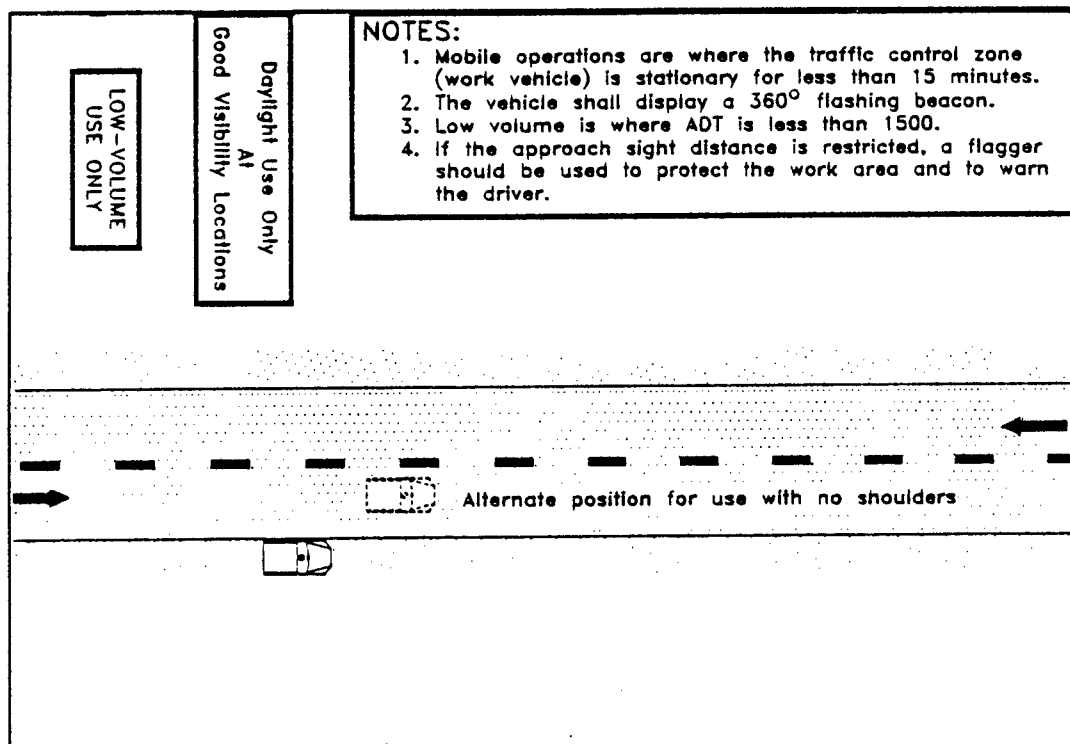 LOW-VOLUME
USE ONLY
Daylight Use Only
At
Good Visibility Locations
NOTES:
1. Mobile operations are where the traffic control zone
(work vehicle) is stationary for less than 15 minutes.
2. The vehicle shall display a 360° flashing beacon.
3. Low volume is where ADT is less than 1500.
4. If the approach sight distance is restricted, a flagger
should be used to protect the work area and to warn
the driver.
Alternate position for use with no shoulders